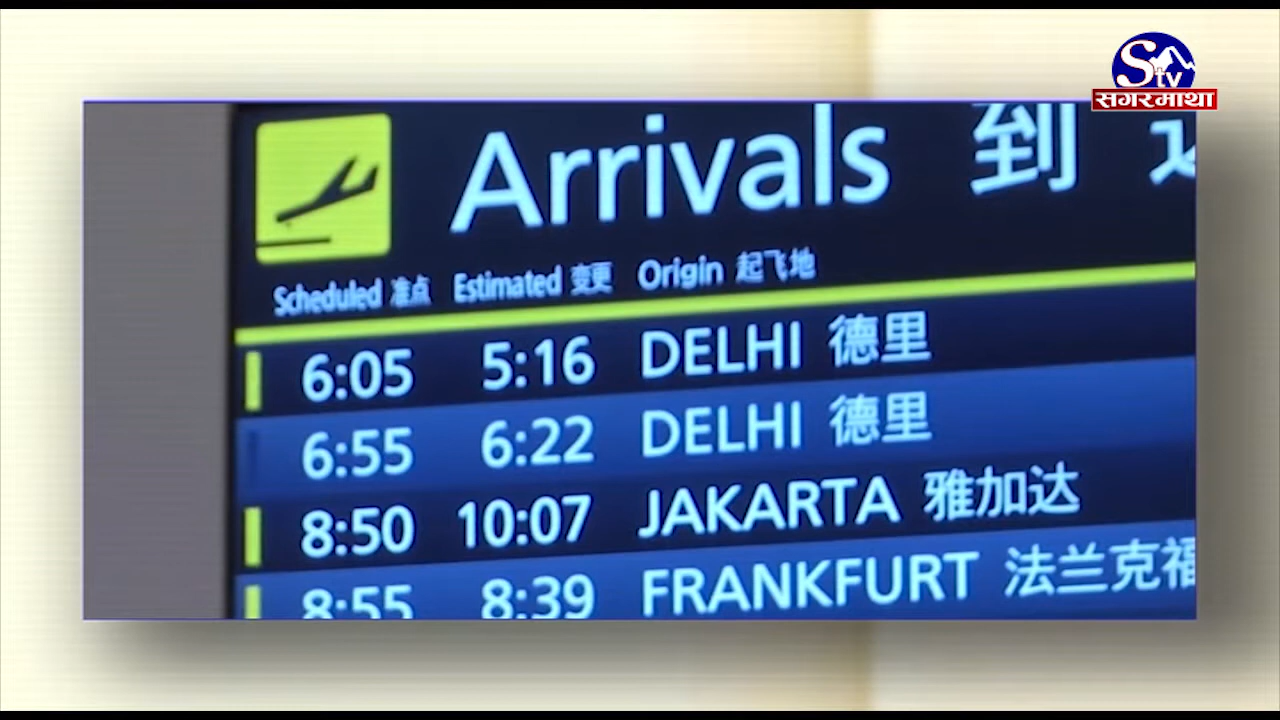 Stv
सगरमाथा
Arrivals 到
Scheduled 准点 Estimated 变更 Origin 起飞地
6:05 5:16 DELHI 德里
6:55 6:22 DELHI 德里
8:50 10:07 JAKARTA 雅加达
8:55 8:39 FRANKFURT 法兰克福